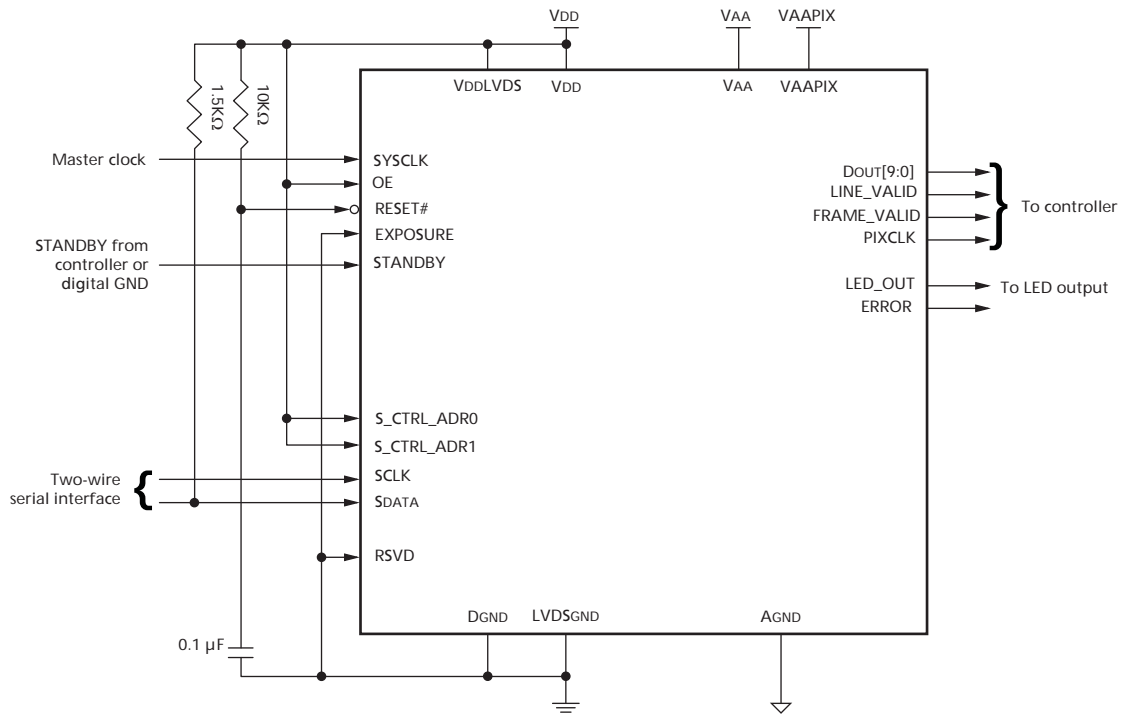 VDD
VAA
VAAPIX
VDDLVDS
VDD
VAA
VAAPIX
1.5KΩ
10KΩ
Master clock
SYSCLK
OE
RESET#
EXPOSURE
STANDBY from
controller or
digital GND
STANDBY
DOUT[9:0]
LINE_VALID
FRAME_VALID
PIXCLK
To controller
LED_OUT
ERROR
To LED output
S_CTRL_ADR0
S_CTRL_ADR1
Two-wire
serial interface
SCLK
SDATA
RSVD
DGND
LVDSGND
AGND
0.1 μF